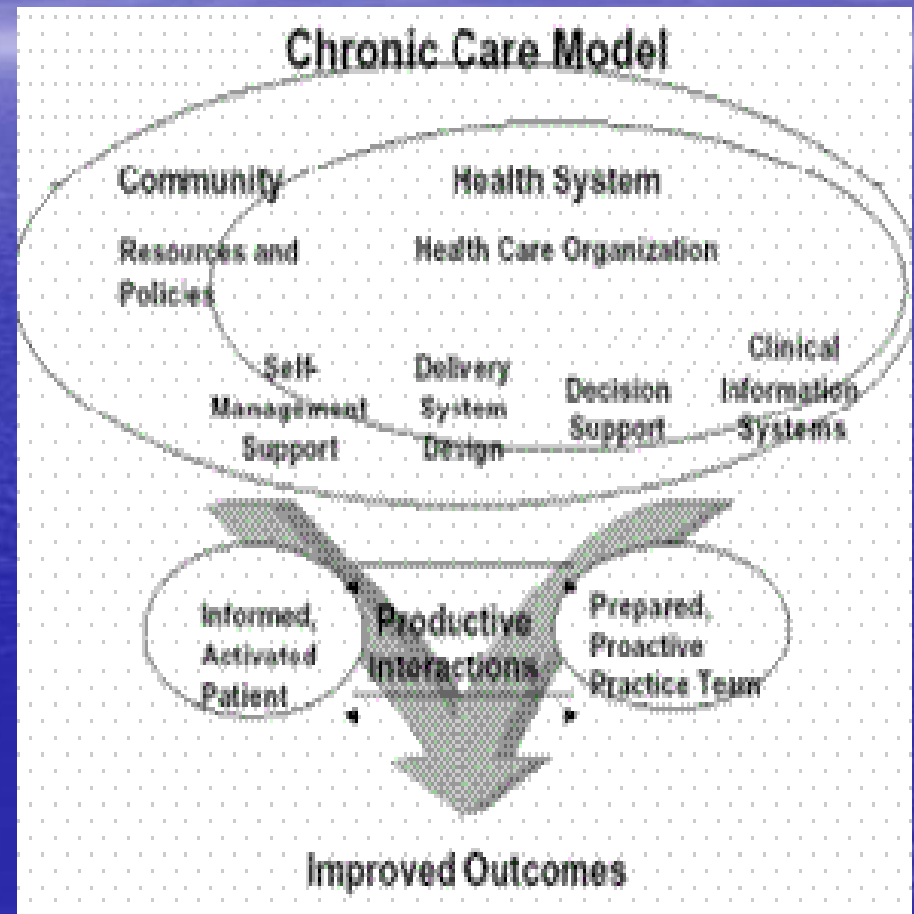 Chronic Care Model
Community
Health System
Resources and
Policies
Health Care Organization
Self-
Management
Support
Delivery
System
Design
Decision
Support
Clinical
Information
Systems
Informed,
Activated
Patient
Productive
Interactions
Prepared,
Proactive
Practice Team
Improved Outcomes